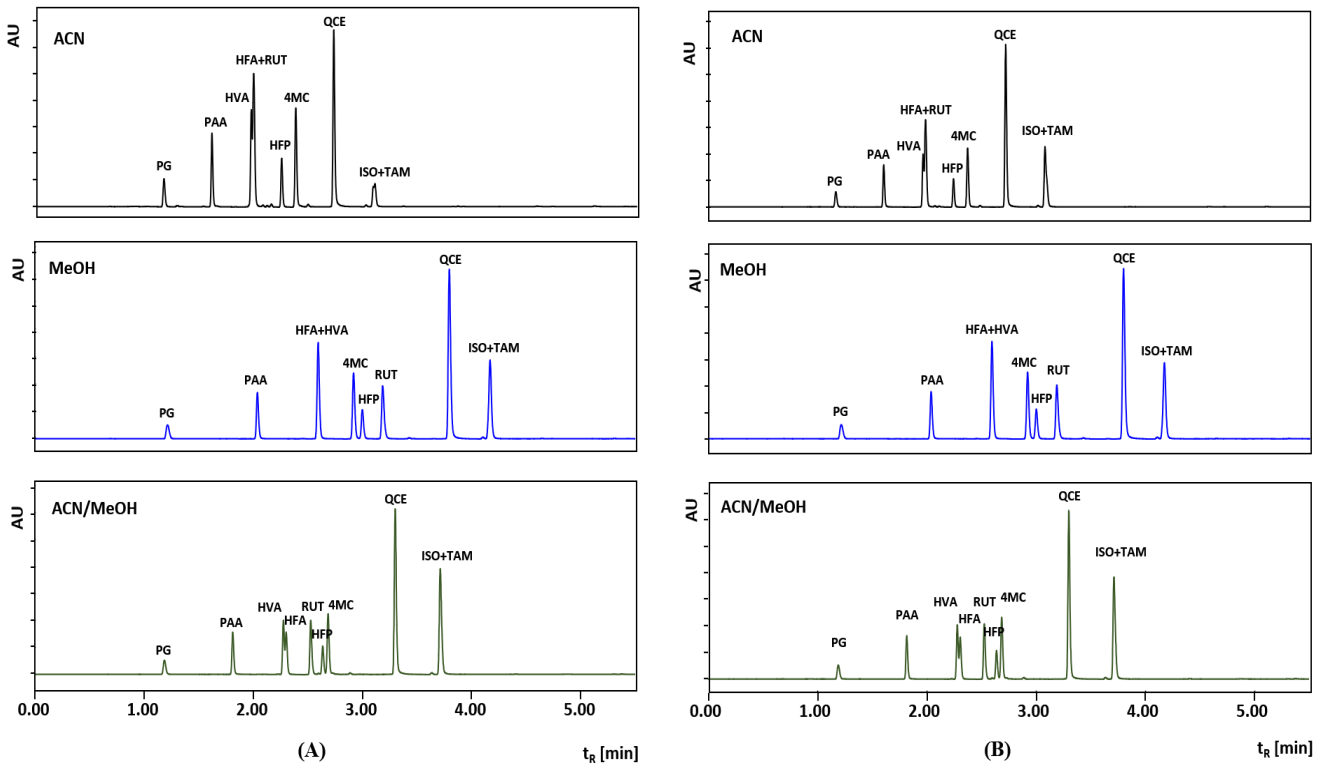 AU
ACN
PG
PAA
HVA
HFA+RUT
HFP
4MC
QCE
ISO+TAM
AU
MeOH
PG
PAA
HFA+HVA
4MC
HFP
RUT
QCE
ISO+TAM
AU
ACN/MeOH
PG
PAA
HVA
HFA
RUT
HFP
4MC
QCE
ISO+TAM
0.00 1.00 2.00 3.00 4.00 5.00
(A)
tR [min]
AU
ACN
PG
PAA
HVA
HFA+RUT
HFP
4MC
QCE
ISO+TAM
AU
MeOH
PG
PAA
HFA+HVA
4MC
HFP
RUT
QCE
ISO+TAM
AU
ACN/MeOH
PG
PAA
HVA
HFA
RUT
HFP
4MC
QCE
ISO+TAM
0.00 1.00 2.00 3.00 4.00 5.00
(B)
tR [min]